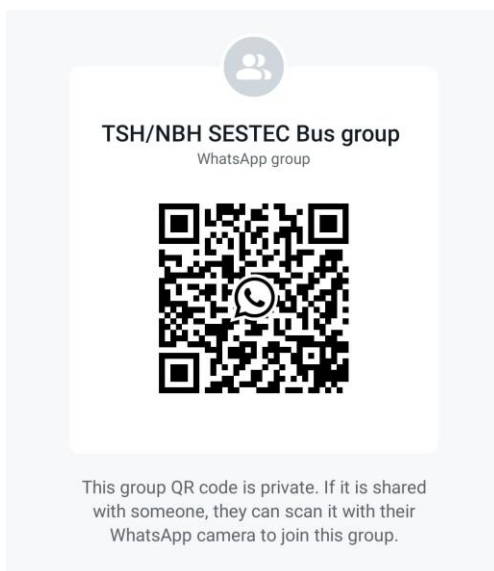 TSH/NBH SESTEC Bus group
WhatsApp group
This group QR code is private. If it is shared
with someone, they can scan it with their
WhatsApp camera to join this group.